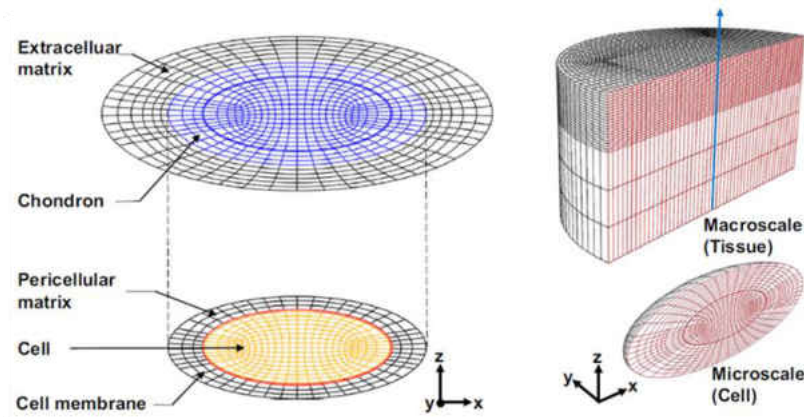 Extracelluar
matrix
Chondron
Pericellular
matrix
Cell
Cell membrane
z
y
x
Macroscale
(Tissue)
z
y
x
Microscale
(Cell)